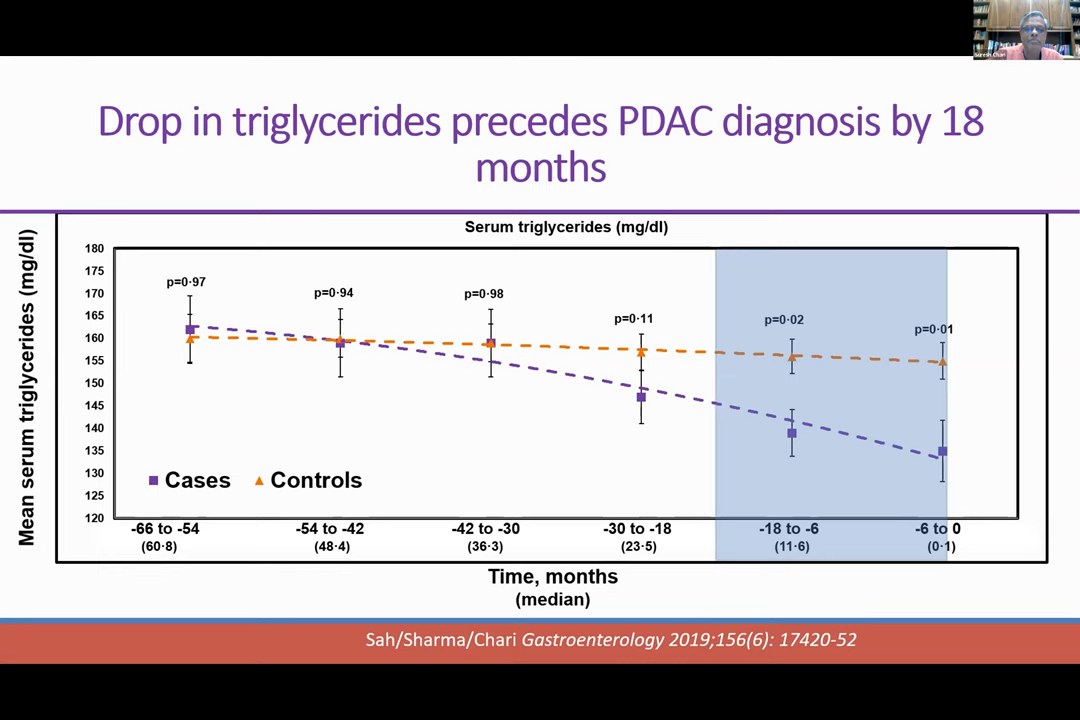 Suresh Chari
Drop in triglycerides precedes PDAC diagnosis by 18
months
Serum triglycerides (mg/dl)
Mean serum triglycerides (mg/dl)
180
175
170
165
160
155
150
145
140
135
130
125
120
p=0·97
p=0·94
p=0·98
p=0·11
p=0·02
p=0·01
Cases Controls
-66 to -54 -54 to -42 -42 to -30 -30 to -18 -18 to -6 -6 to 0
(60·8) (48·4) (36·3) (23·5) (11·6) (0·1)
Time, months
(median)
Sah/Sharma/Chari Gastroenterology 2019;156(6): 17420-52